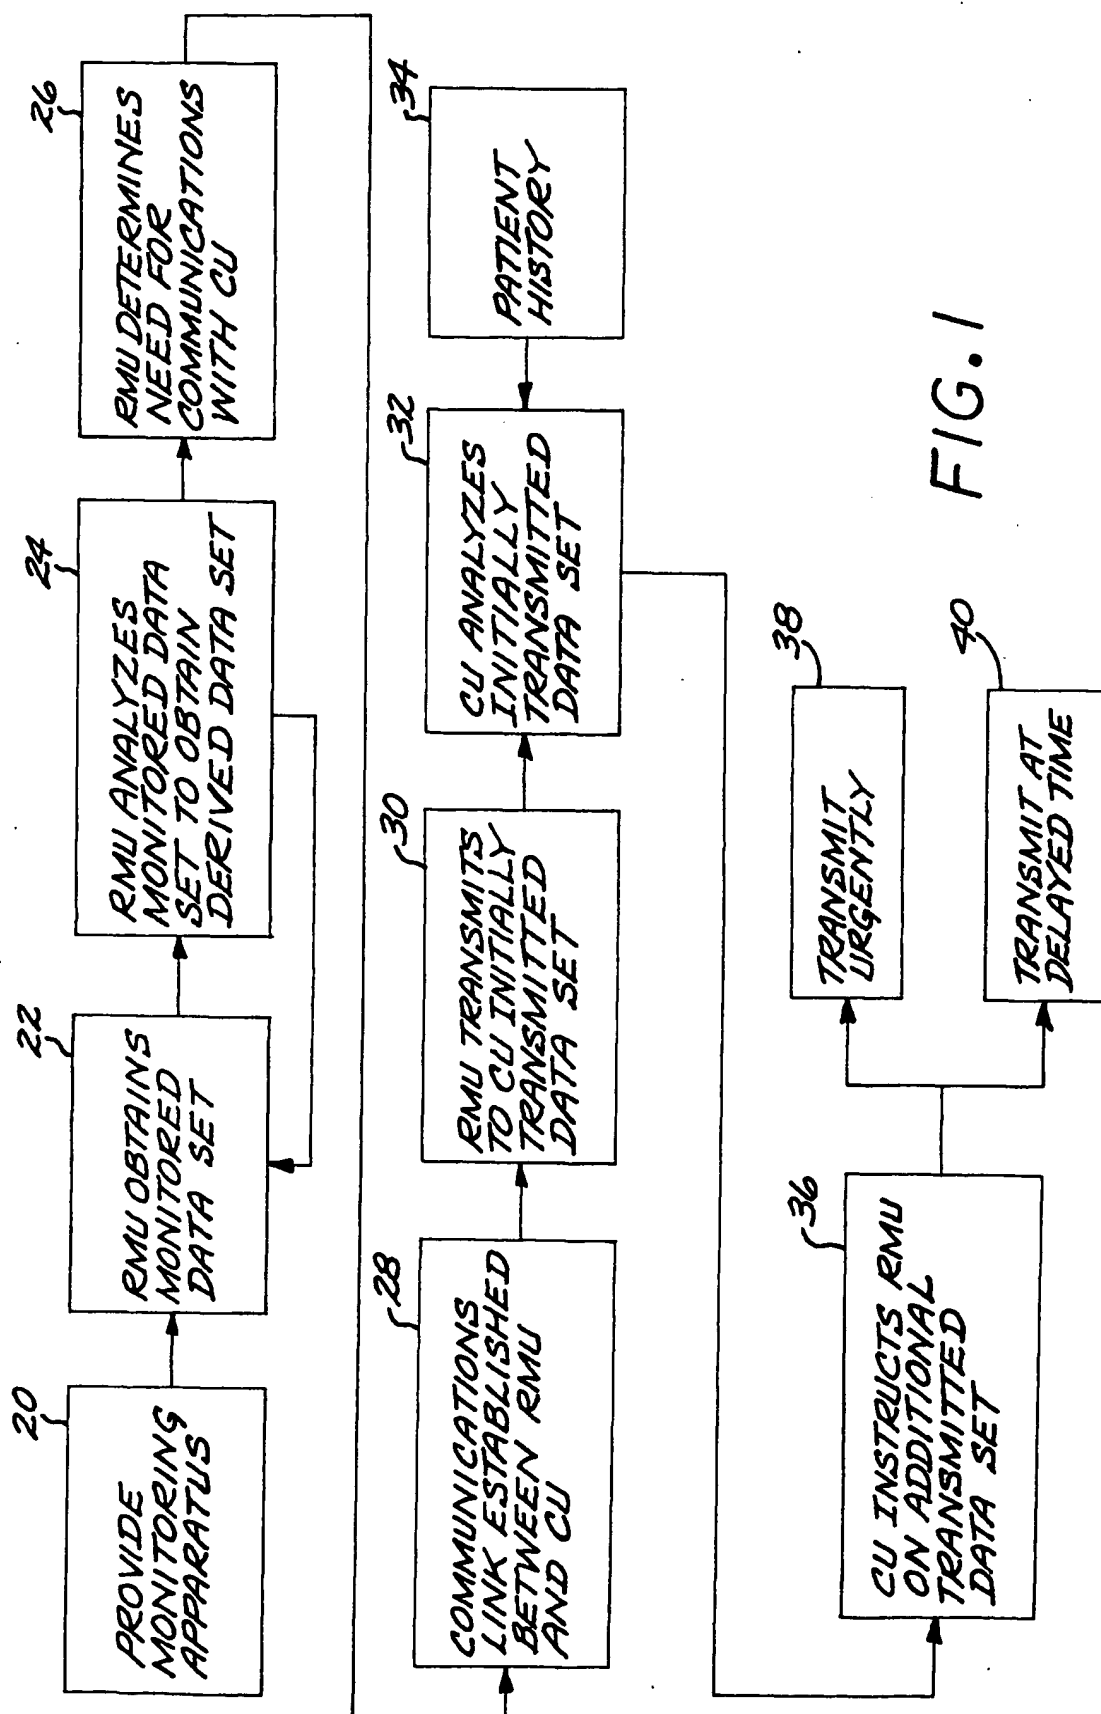 20
PROVIDE
MONITORING
APPARATUS
22
RMU OBTAINS
MONITORED
DATA SET
24
RMU ANALYZES
MONITORED DATA
SET TO OBTAIN
DERIVED DATA SET
26
RMU DETERMINES
NEED FOR
COMMUNICATIONS
WITH CU
28
COMMUNICATIONS
LINK ESTABLISHED
BETWEEN RMU
AND CU
30
RMU TRANSMITS
TO CU INITIALLY
TRANSMITTED
DATA SET
32
CU ANALYZES
INITIALLY
TRANSMITTED
DATA SET
34
PATIENT
HISTORY
36
CU INSTRUCTS RMU
ON ADDITIONAL
TRANSMITTED
DATA SET
38
TRANSMIT
URGENTLY
40
TRANSMIT AT
DELAYED TIME
FIG. 1